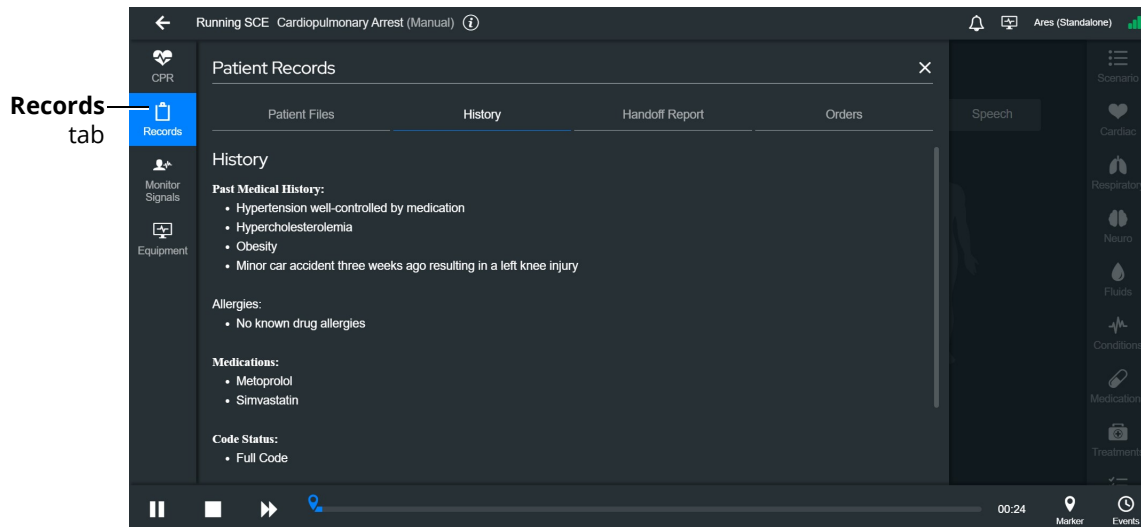 Running SCE Cardiopulmonary Arrest (Manual) i
Ares (Standalone)
CPR
Records
tab
Records
Monitor
Signals
Equipment
Patient Records
Patient Files History Handoff Report Orders
History
Past Medical History:
• Hypertension well-controlled by medication
• Hypercholesterolemia
• Obesity
• Minor car accident three weeks ago resulting in a left knee injury
Allergies:
• No known drug allergies
Medications:
• Metoprolol
• Simvastatin
Code Status:
• Full Code
Speech
Scenario
Cardiac
Respirator
Neuro
Fluids
Conditions
Medication
Treatments
00:24
Marker
Events